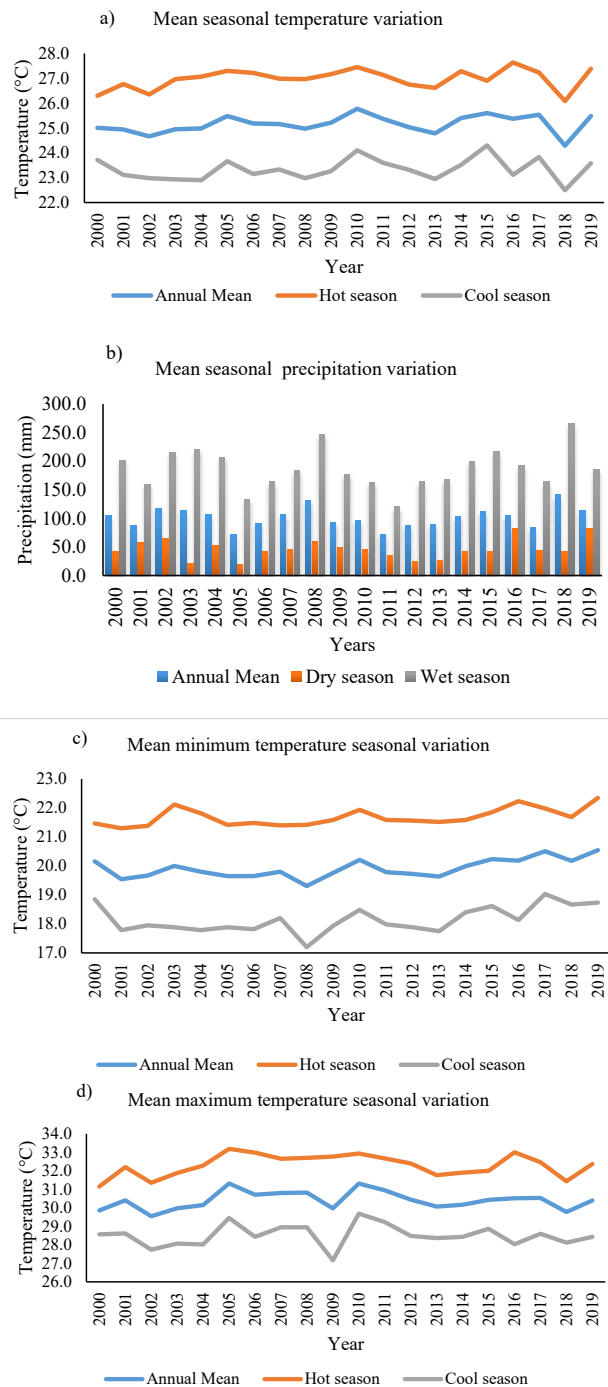 a) Mean seasonal temperature variation
28.0
27.0
26.0
25.0
24.0
23.0
22.0
Temperature (°C)
2000 2001 2002 2003 2004 2005 2006 2007 2008 2009 2010 2011 2012 2013 2014 2015 2016 2017 2018 2019
Year
Annual Mean Hot season Cool season
b)
Mean seasonal precipitation variation
300.0
250.0
200.0
150.0
100.0
50.0
0.0
Precipitation (mm)
2000 2001 2002 2003 2004 2005 2006 2007 2008 2009 2010 2011 2012 2013 2014 2015 2016 2017 2018 2019
Years
Annual Mean Dry season Wet season
c) Mean minimum temperature seasonal variation
23.0
22.0
21.0
20.0
19.0
18.0
17.0
Temperature (°C)
2000 2001 2002 2003 2004 2005 2006 2007 2008 2009 2010 2011 2012 2013 2014 2015 2016 2017 2018 2019
Year
Annual Mean Hot season Cool season
d) Mean maximum temperature seasonal variation
34.0
33.0
32.0
31.0
30.0
29.0
28.0
27.0
26.0
Temperature (°C)
2000 2001 2002 2003 2004 2005 2006 2007 2008 2009 2010 2011 2012 2013 2014 2015 2016 2017 2018 2019
Year
Annual Mean Hot season Cool season